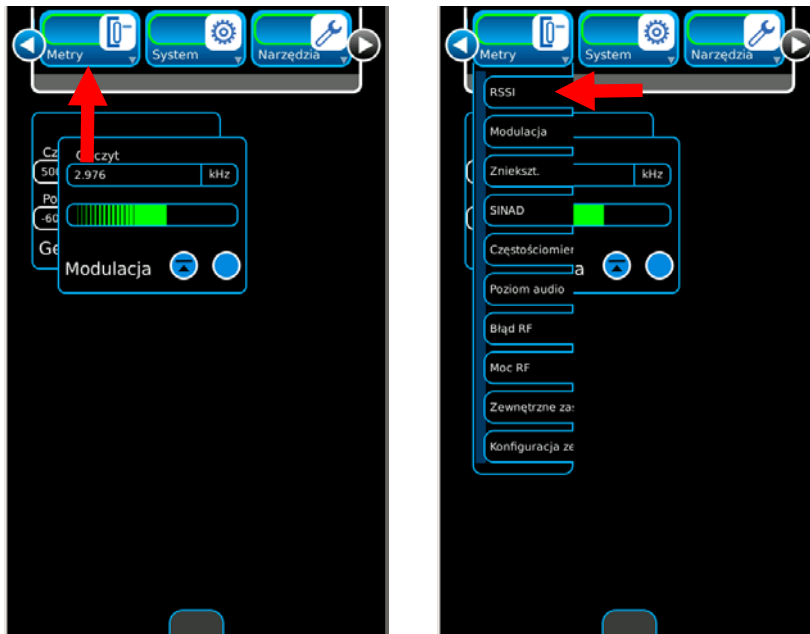 Metry
System
Narzędzia
Odczyt
2.976
kHz
Modulacja
Metry
System
Narzędzia
RSSI
Modulacja
Zniekszt.
kHz
SINAD
Częstościomier
Poziom audio
Błąd RF
Moc RF
Zewnętrzne zas
Konfiguracja ze